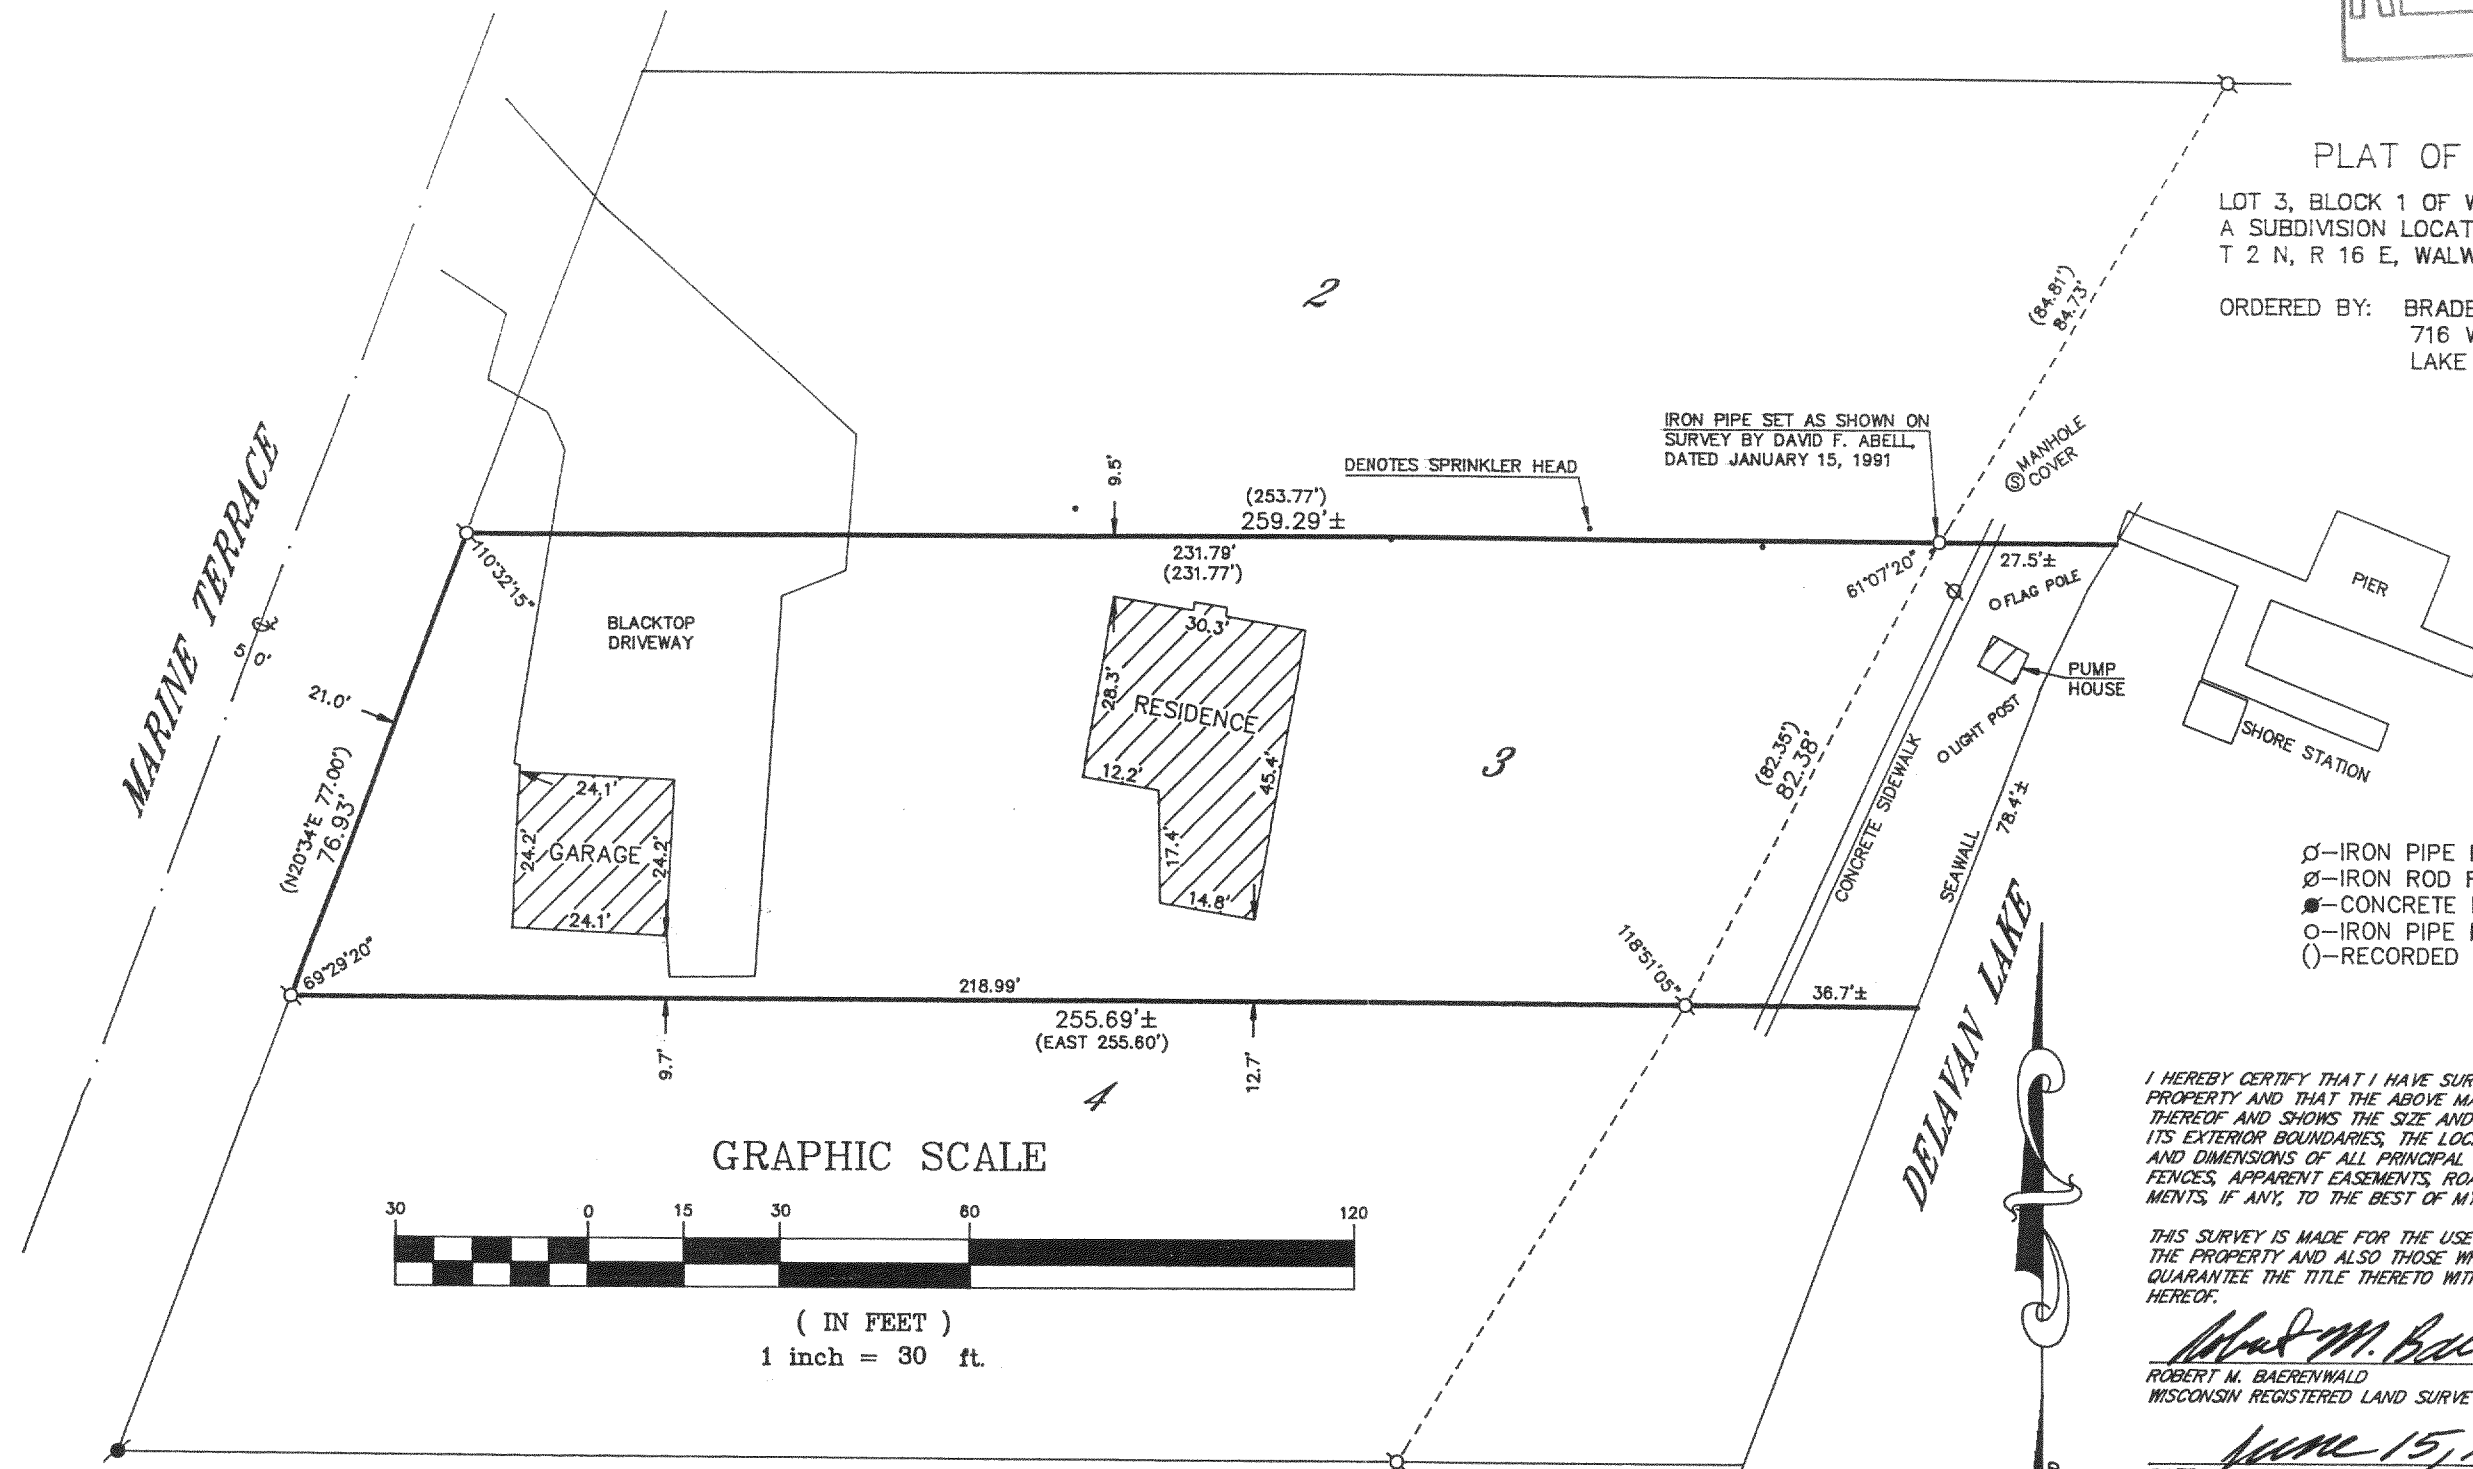 PLAT OF
LOT 3, BLOCK 1 OF
A SUBDIVISION LOCAT
T 2 N, R 16 E, WALW
ORDERED BY: BRADE
716 W
LAKE
2
(84.81')
84.73'
IRON PIPE SET AS SHOWN ON
SURVEY BY DAVID F. ABELL,
DATED JANUARY 15, 1991
DENOTES SPRINKLER HEAD
MANHOLE
COVER
S
9.5'
(253.77')
259.29'±
231.79'
(231.77')
MARINE TERRACE
5.0'
21.0'
110°32'15"
61°07'20"
27.5'±
FLAG POLE
PIER
BLACKTOP
DRIVEWAY
30.3'
28.3'
RESIDENCE
12.2'
45.4'
17.4'
14.8'
3
PUMP
HOUSE
LIGHT POST
SHORE STATION
(82.35')
82.38'
CONCRETE SIDEWALK
SEAWALL
78.4'±
(N20°34'E 77.00')
76.93'
24.1'
24.2'
GARAGE
24.2'
24.1'
69°29'20"
118°51'05"
218.99'
36.7'±
255.69'±
(EAST 255.60')
9.7'
12.7'
4
DELAVAN LAKE
-IRON PIPE
-IRON ROD F
-CONCRETE
-IRON PIPE
()-RECORDED
GRAPHIC SCALE
30 0 15 30 60 120
( IN FEET )
1 inch = 30 ft.
I HEREBY CERTIFY THAT I HAVE SUR
PROPERTY AND THAT THE ABOVE MA
THEREOF AND SHOWS THE SIZE AND
ITS EXTERIOR BOUNDARIES, THE LOC
AND DIMENSIONS OF ALL PRINCIPAL
FENCES, APPARENT EASEMENTS, ROA
MENTS, IF ANY, TO THE BEST OF MY
THIS SURVEY IS MADE FOR THE USE
THE PROPERTY AND ALSO THOSE WH
QUARANTEE THE TITLE THERETO WITH
HEREOF.
Robert M. Bae
ROBERT M. BAERENWALD
WISCONSIN REGISTERED LAND SURVE
June 15,